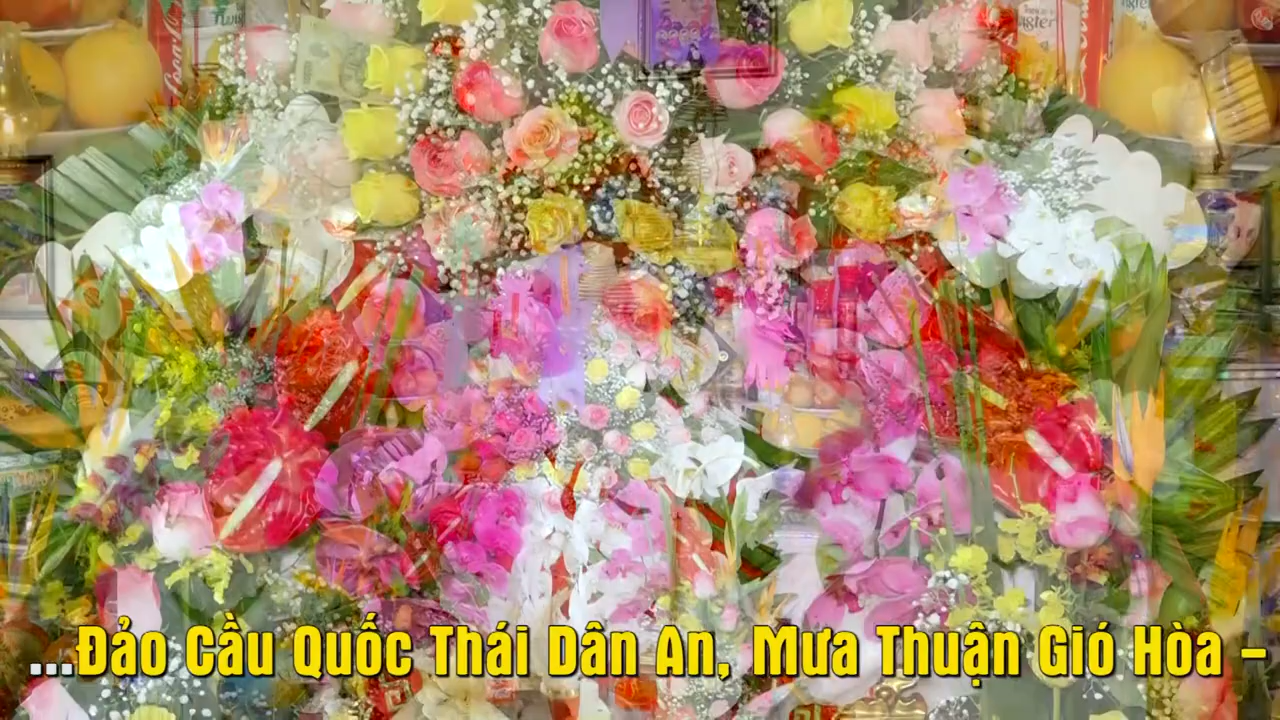 ...Đảo Cầu Quốc Thái Dân An, Mưa Thuận Gió Hòa -